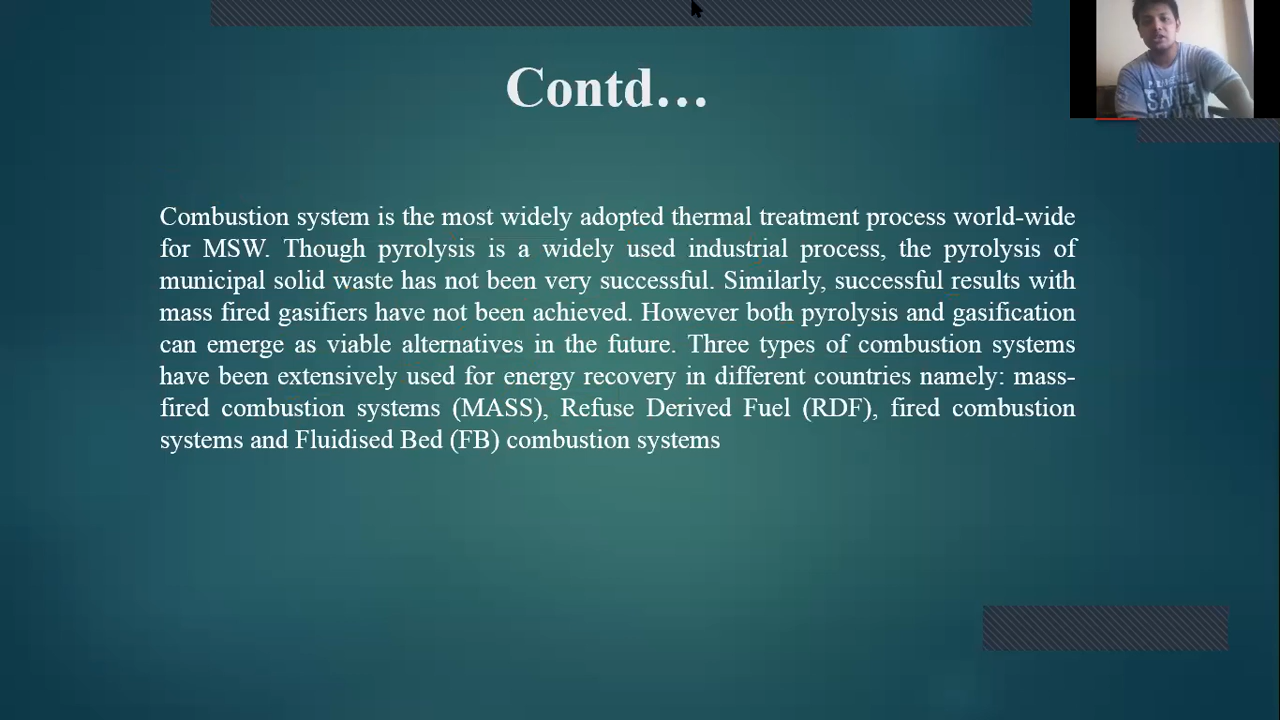 Contd…
Combustion system is the most widely adopted thermal treatment process world-wide
for MSW. Though pyrolysis is a widely used industrial process, the pyrolysis of
municipal solid waste has not been very successful. Similarly, successful results with
mass fired gasifiers have not been achieved. However both pyrolysis and gasification
can emerge as viable alternatives in the future. Three types of combustion systems
have been extensively used for energy recovery in different countries namely: mass-
fired combustion systems (MASS), Refuse Derived Fuel (RDF), fired combustion
systems and Fluidised Bed (FB) combustion systems